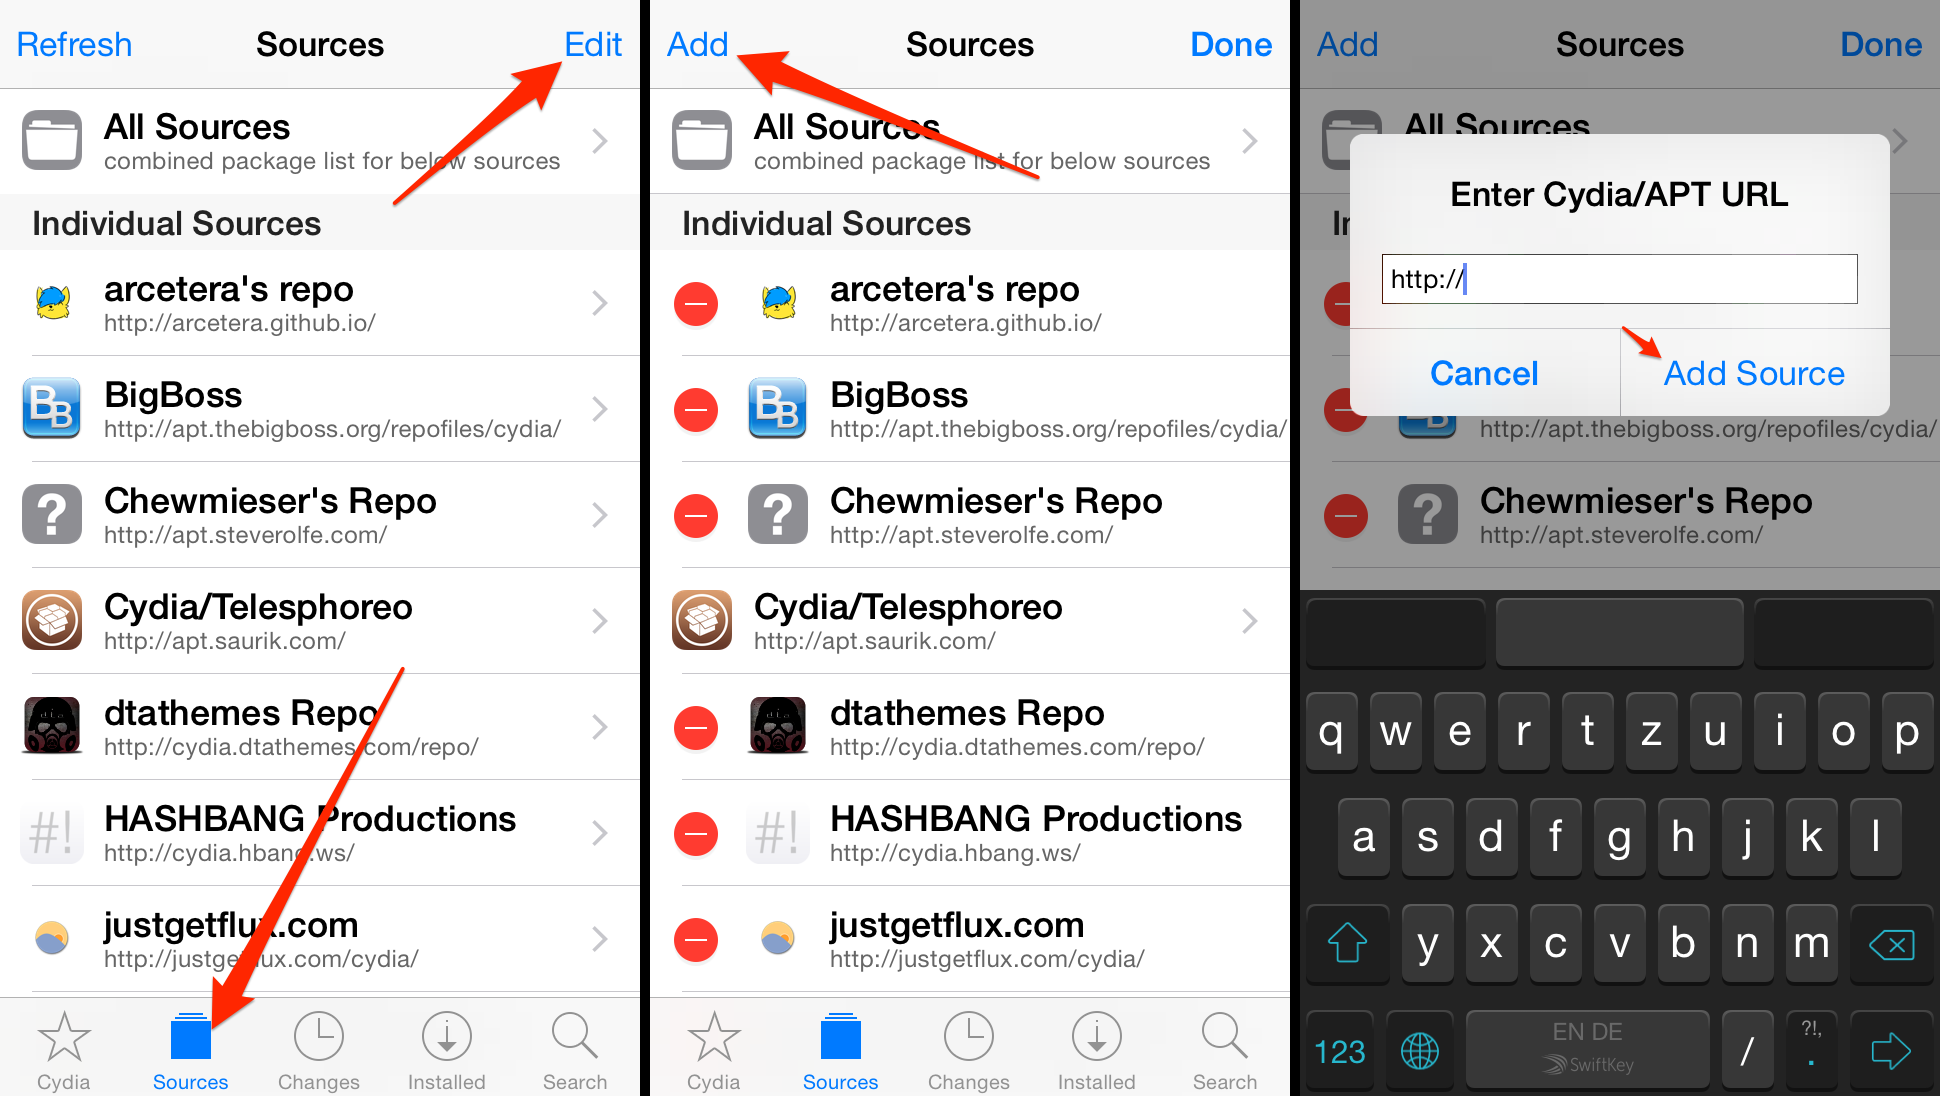 Refresh
Sources
Edit
All Sources
combined package list for below sources
Individual Sources
arcetera's repo
http://arcetera.github.io/
BB
BigBoss
http://apt.thebigboss.org/repofiles/cydia/
?
Chewmieser's Repo
http://apt.steverolfe.com/
Cydia/Telesphoreo
http://apt.saurik.com/
dtathemes Repo
http://cydia.dtathemes.com/repo/
#!
HASHBANG Productions
http://cydia.hbang.ws/
justgetflux.com
http://justgetflux.com/cydia/
Cydia
Sources
Changes
Installed
Search
Add
Sources
Done
All Sources
combined package list for below sources
Individual Sources
arcetera's repo
http://arcetera.github.io/
BB
BigBoss
http://apt.thebigboss.org/repofiles/cydia/
?
Chewmieser's Repo
http://apt.steverolfe.com/
Cydia/Telesphoreo
http://apt.saurik.com/
dtathemes Repo
http://cydia.dtathemes.com/repo/
#!
HASHBANG Productions
http://cydia.hbang.ws/
justgetflux.com
http://justgetflux.com/cydia/
Cydia
Sources
Changes
Installed
Search
Add
Sources
Done
All Sources
Enter Cydia/APT URL
http://
Cancel
Add Source
http://apt.thebigboss.org/repofiles/cydia/
?
Chewmieser's Repo
http://apt.steverolfe.com/
q w e r t z u i o p
a s d f g h j k l
y x c v b n m
123
EN DE
SwiftKey
/
?!,
.